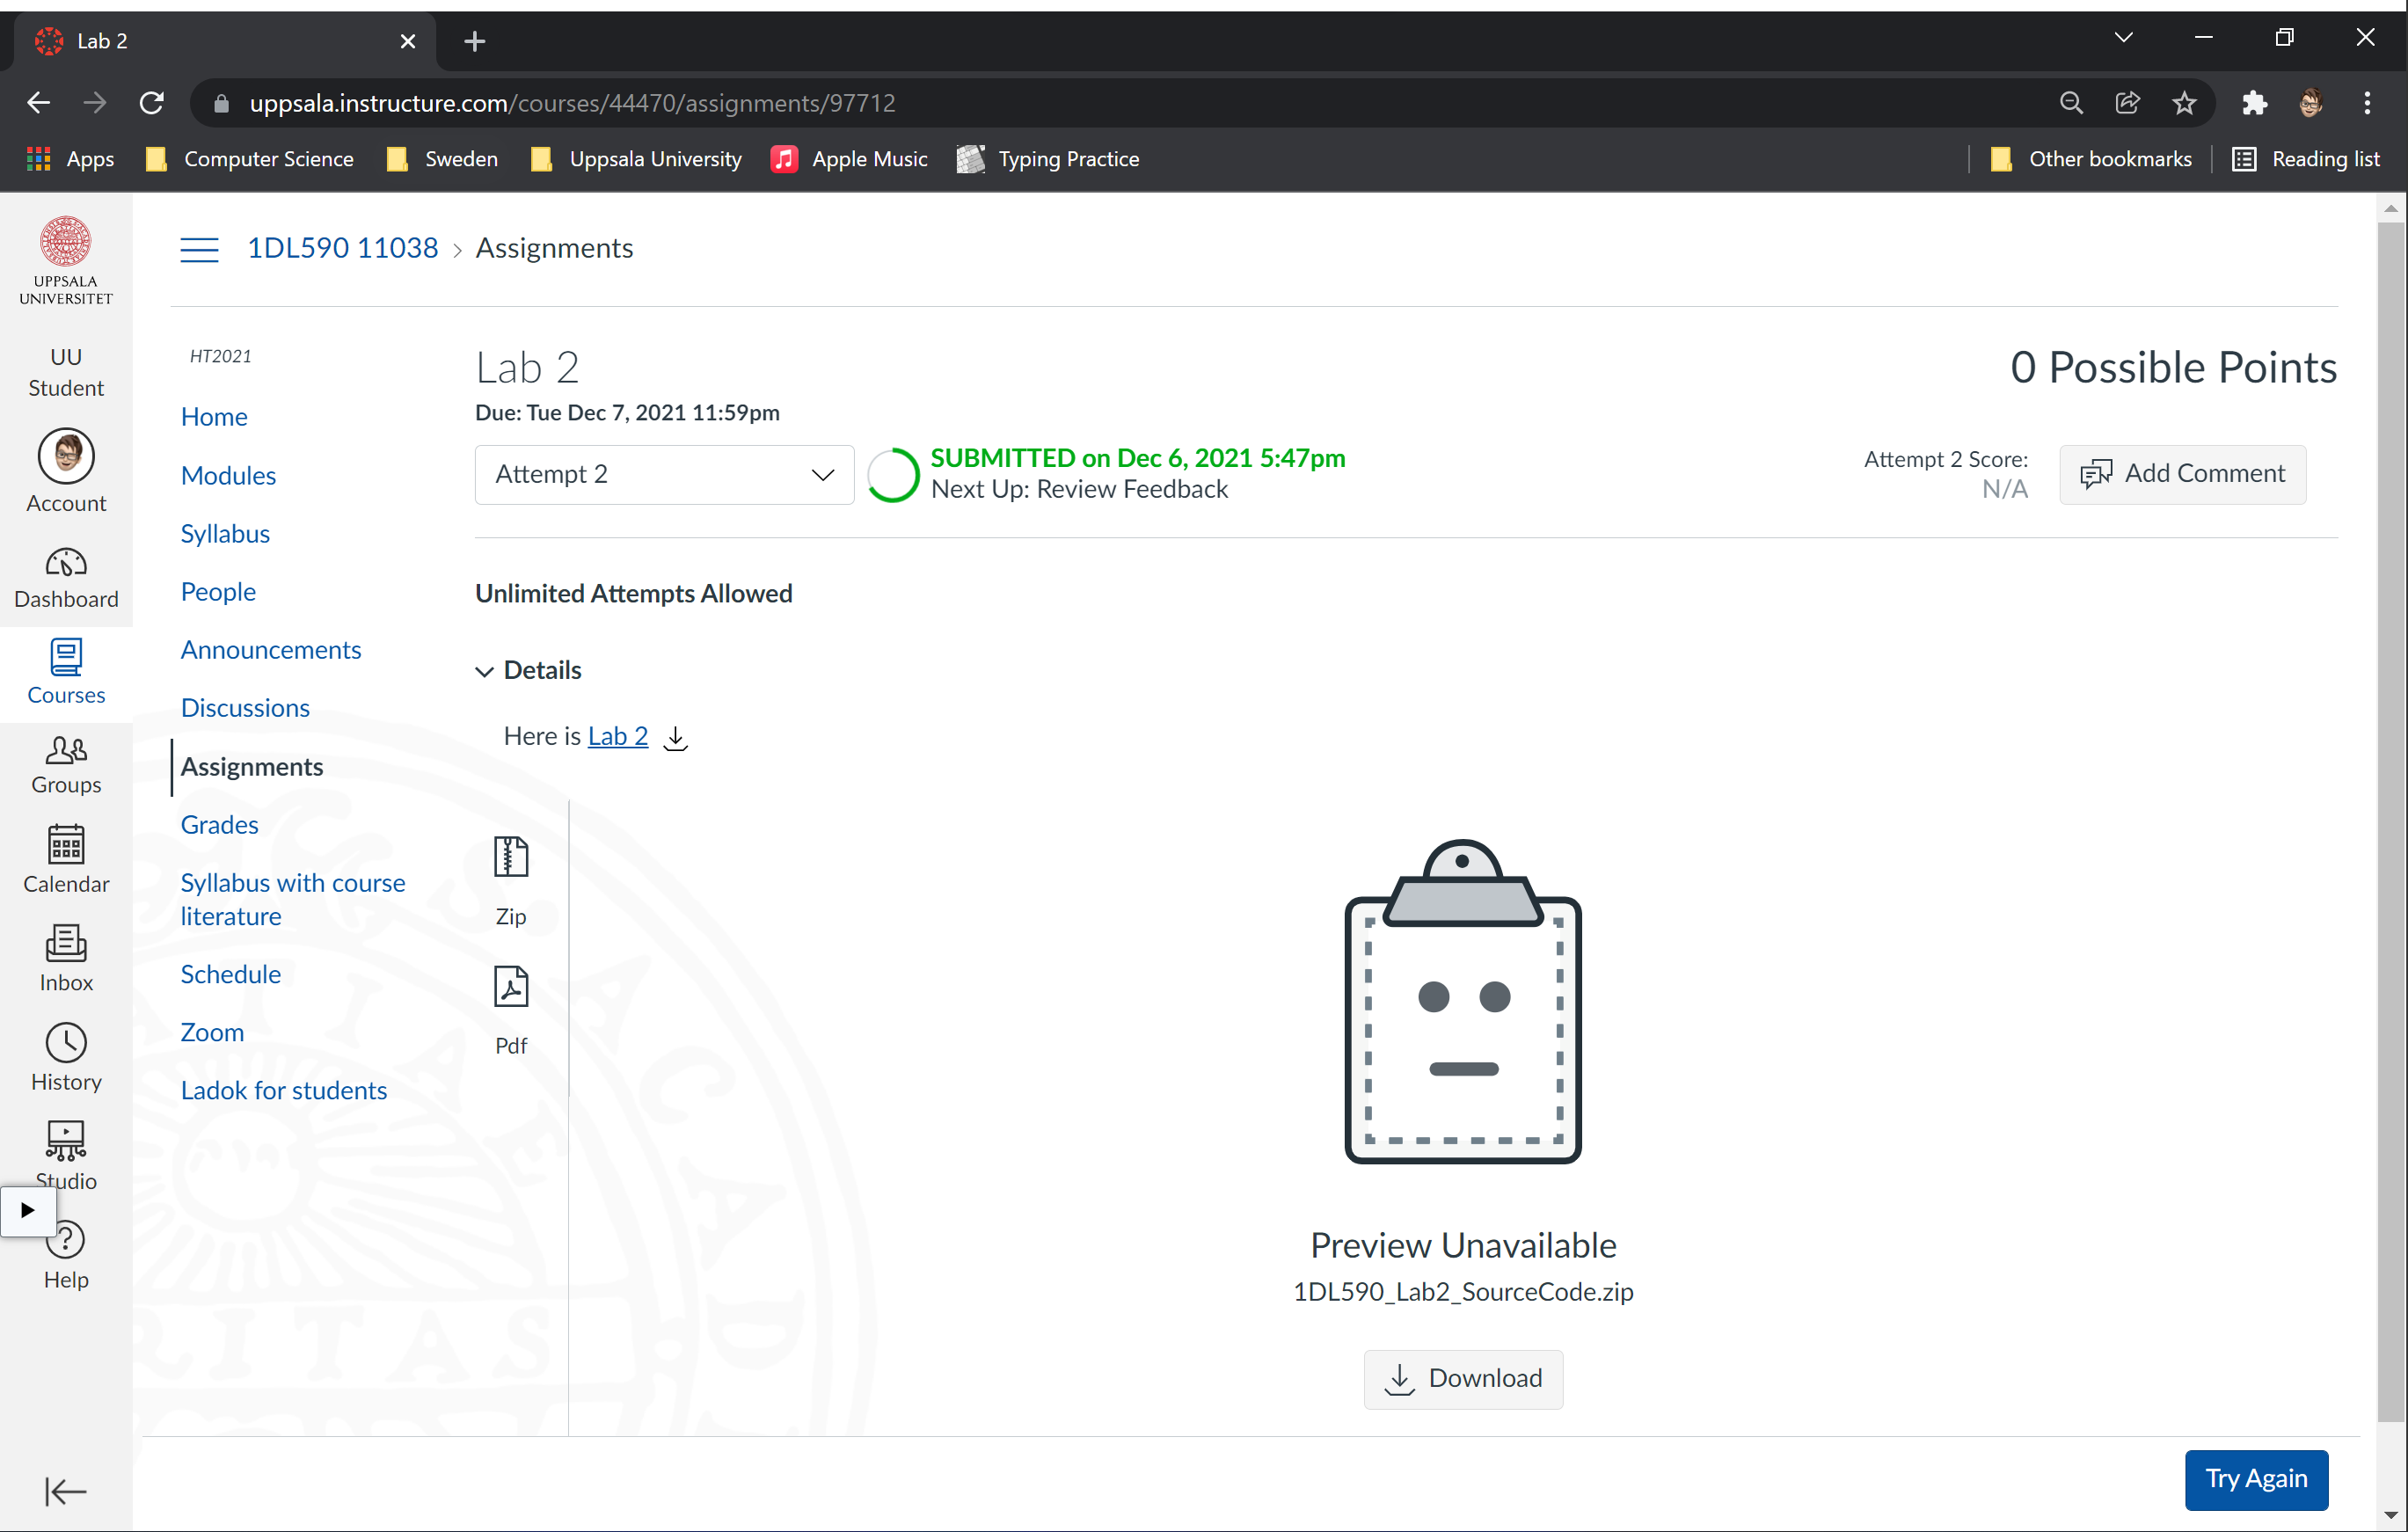 Lab 2
uppsala.instructure.com/courses/44470/assignments/97712
Apps
Computer Science
Sweden
Uppsala University
Apple Music
Typing Practice
Other bookmarks
Reading list
UPPSALA
UNIVERSITET
UU
Student
Account
Dashboard
Courses
Groups
Calendar
Inbox
History
Studio
Help
1DL590 11038 › Assignments
HT2021
Home
Modules
Syllabus
People
Announcements
Discussions
Assignments
Grades
Syllabus with course
literature
Schedule
Zoom
Ladok for students
Lab 2
0 Possible Points
Due: Tue Dec 7, 2021 11:59pm
Attempt 2
SUBMITTED on Dec 6, 2021 5:47pm
Next Up: Review Feedback
Attempt 2 Score:
N/A
Add Comment
Unlimited Attempts Allowed
Details
Here is Lab 2
Zip
Pdf
Preview Unavailable
1DL590_Lab2_SourceCode.zip
Download
Try Again